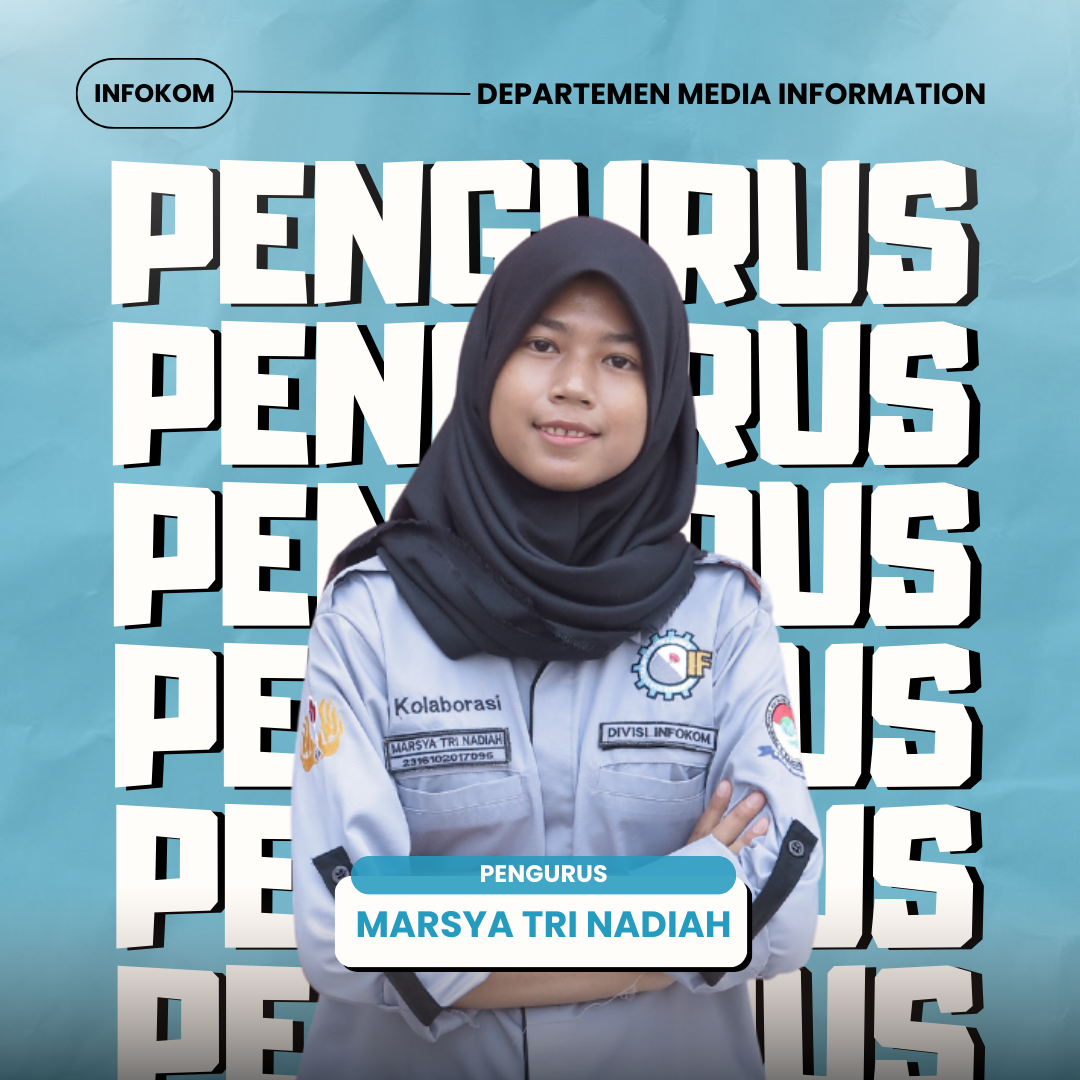 INFOKOM
DEPARTEMEN MEDIA INFORMATION
PENGURUS
PENGURUS
PENGURUS
PENGURUS
PENGURUS
PENGURUS
IF
Kolaborasi
MARSYA TRI NADIAH
2316102017096
DIVISI INFOKOM
PENGURUS
MARSYA TRI NADIAH